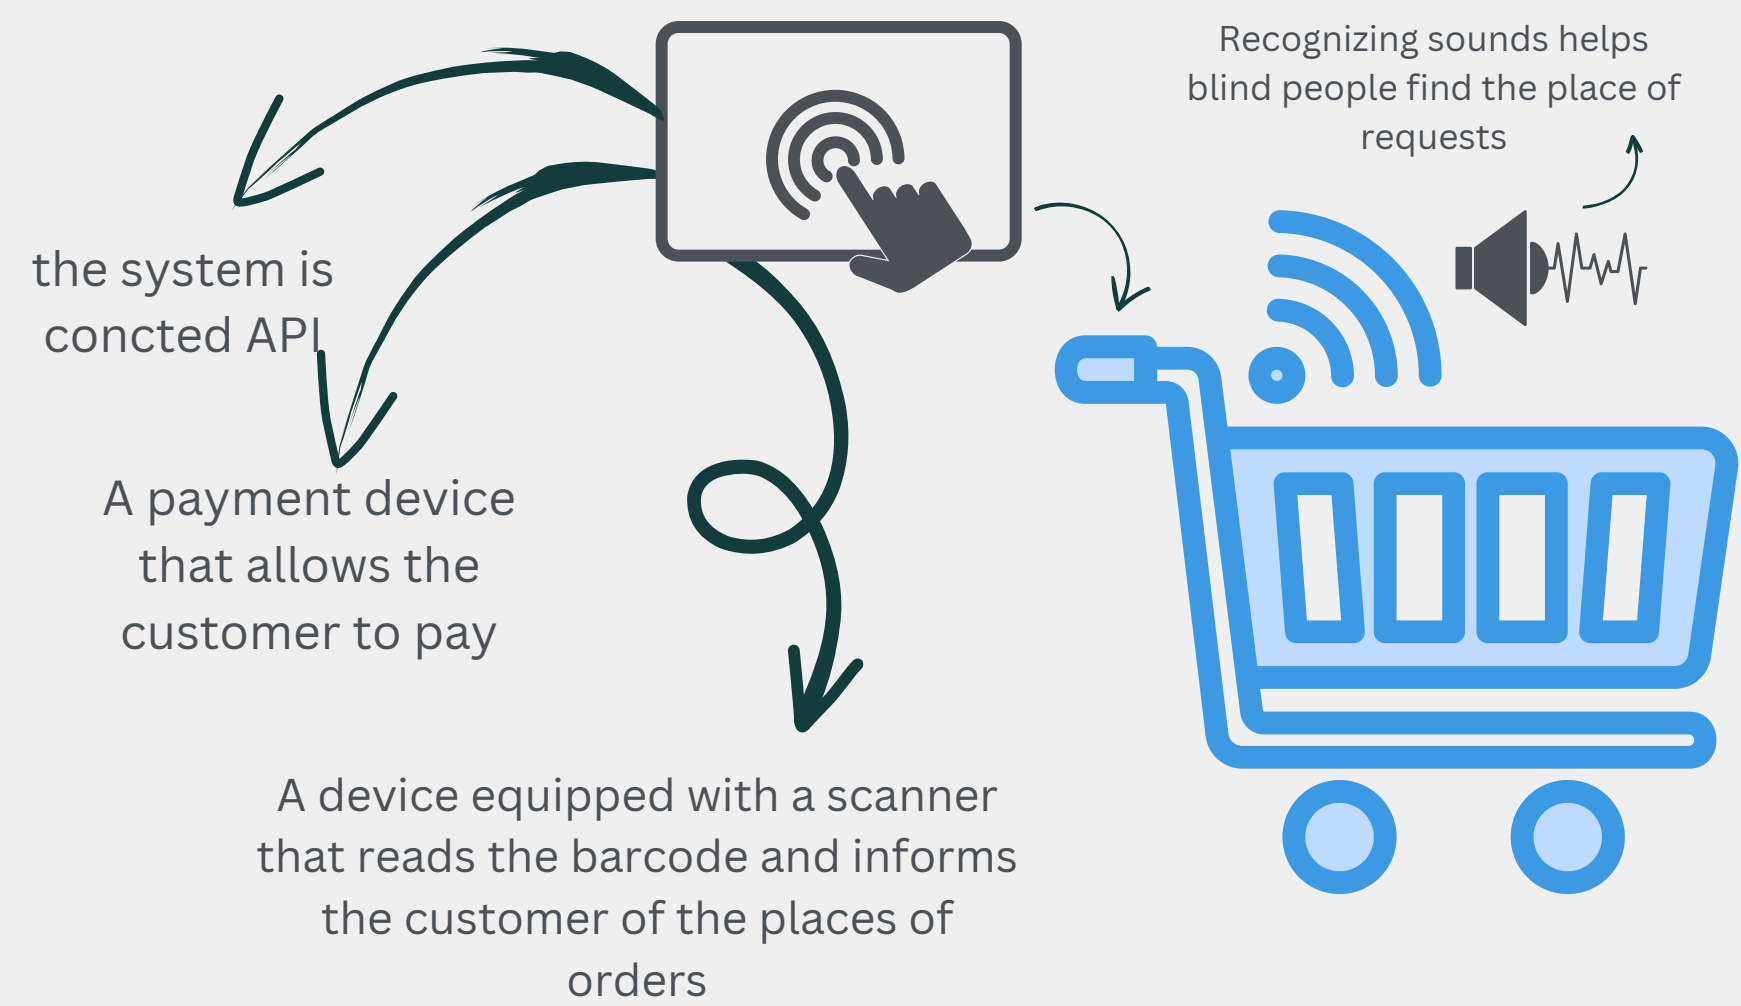 Recognizing sounds helps
blind people find the place of
requests
the system is
concted API
A payment device
that allows the
customer to pay
A device equipped with a scanner
that reads the barcode and informs
the customer of the places of
orders